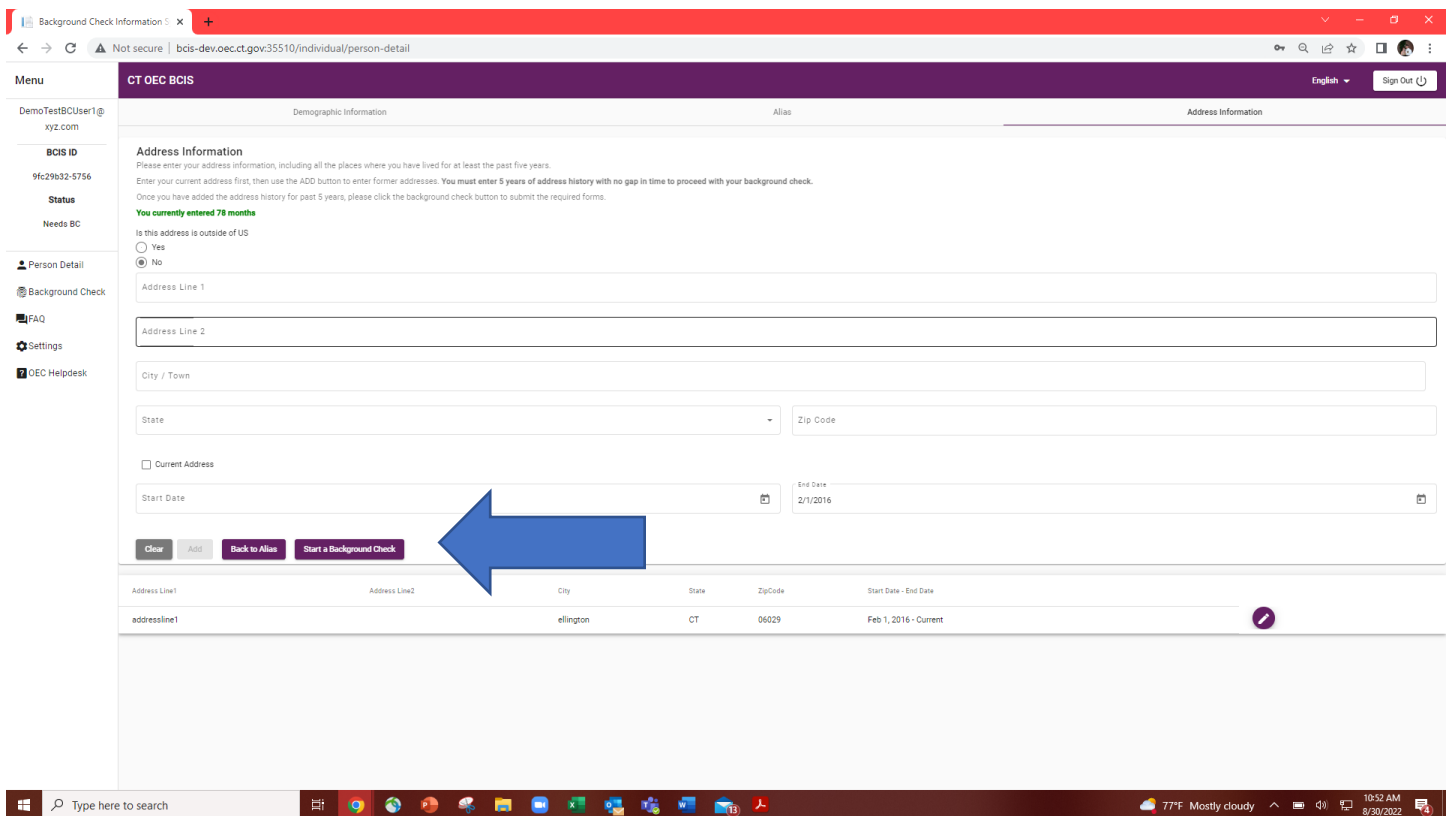 Background Check Information S
Not secure | bcis-dev.oec.ct.gov:35510/individual/person-detail
Menu
CT OEC BCIS
English
Sign Out
DemoTestBCUser1@
xyz.com
BCIS ID
9fc29b32-5756
Status
Needs BC
Person Detail
Background Check
FAQ
Settings
OEC Helpdesk
Demographic Information
Alias
Address Information
Address Information
Please enter your address information, including all the places where you have lived for at least the past five years.
Enter your current address first, then use the ADD button to enter former addresses. You must enter 5 years of address history with no gap in time to proceed with your background check.
Once you have added the address history for past 5 years, please click the background check button to submit the required forms.
You currently entered 78 months
Is this address is outside of US
Yes
No
Address Line 1
Address Line 2
City / Town
State
Zip Code
Current Address
Start Date
End Date
2/1/2016
Clear
Add
Back to Alias
Start a Background Check
Address Line1 Address Line2 City State ZipCode Start Date - End Date
addressline1 ellington CT 06029 Feb 1, 2016 - Current
Type here to search
13
77°F Mostly cloudy
10:52 AM
8/30/2022
4